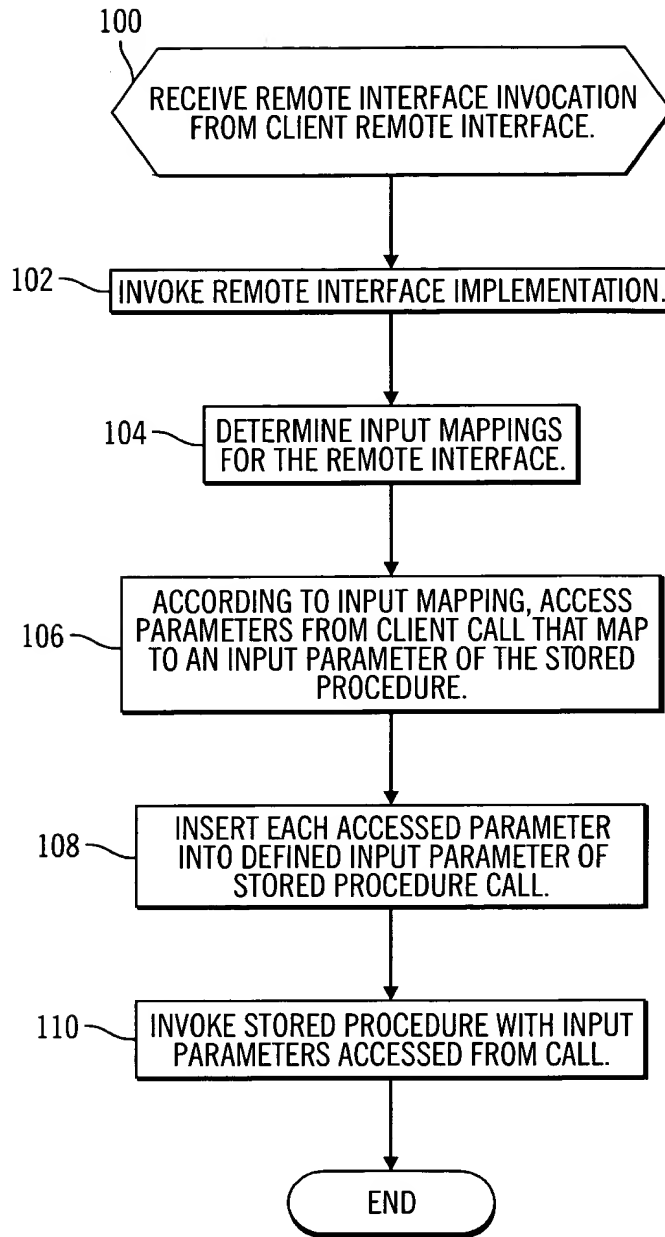 100
RECEIVE REMOTE INTERFACE INVOCATION
FROM CLIENT REMOTE INTERFACE.
102
INVOKE REMOTE INTERFACE IMPLEMENTATION.
104
DETERMINE INPUT MAPPINGS
FOR THE REMOTE INTERFACE.
106
ACCORDING TO INPUT MAPPING, ACCESS
PARAMETERS FROM CLIENT CALL THAT MAP
TO AN INPUT PARAMETER OF THE STORED
PROCEDURE.
108
INSERT EACH ACCESSED PARAMETER
INTO DEFINED INPUT PARAMETER OF
STORED PROCEDURE CALL.
110
INVOKE STORED PROCEDURE WITH INPUT
PARAMETERS ACCESSED FROM CALL.
END